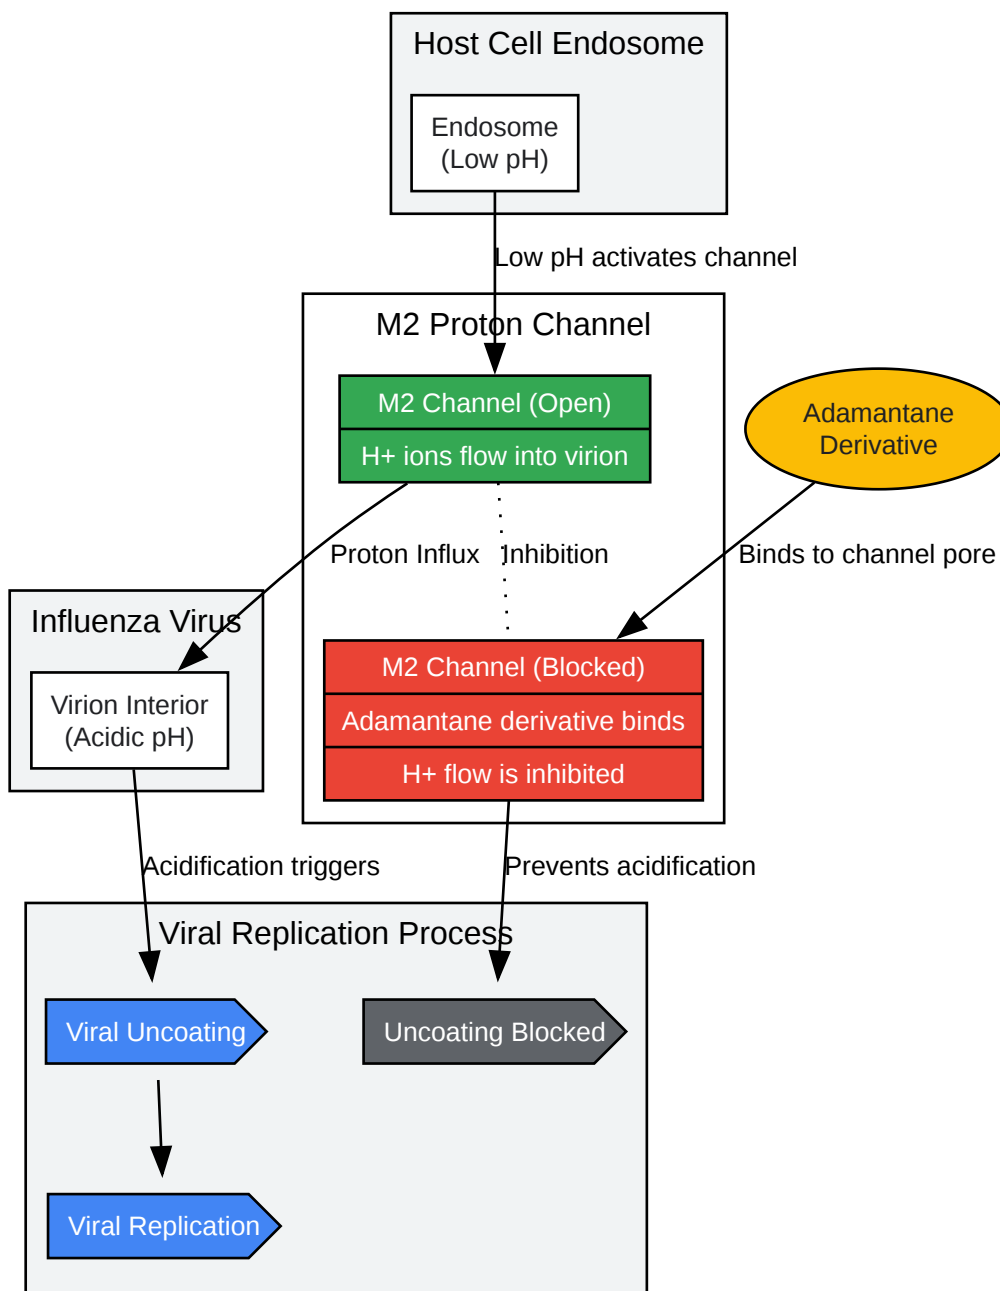 Host Cell Endosome
Endosome
(Low pH)
Low pH activates channel
M2 Proton Channel
M2 Channel (Open)
H+ ions flow into virion
Adamantane
Derivative
Proton Influx
Inhibition
Binds to channel pore
Influenza Virus
Virion Interior
(Acidic pH)
M2 Channel (Blocked)
Adamantane derivative binds
H+ flow is inhibited
Acidification triggers
Prevents acidification
Viral Replication Process
Viral Uncoating
Uncoating Blocked
Viral Replication